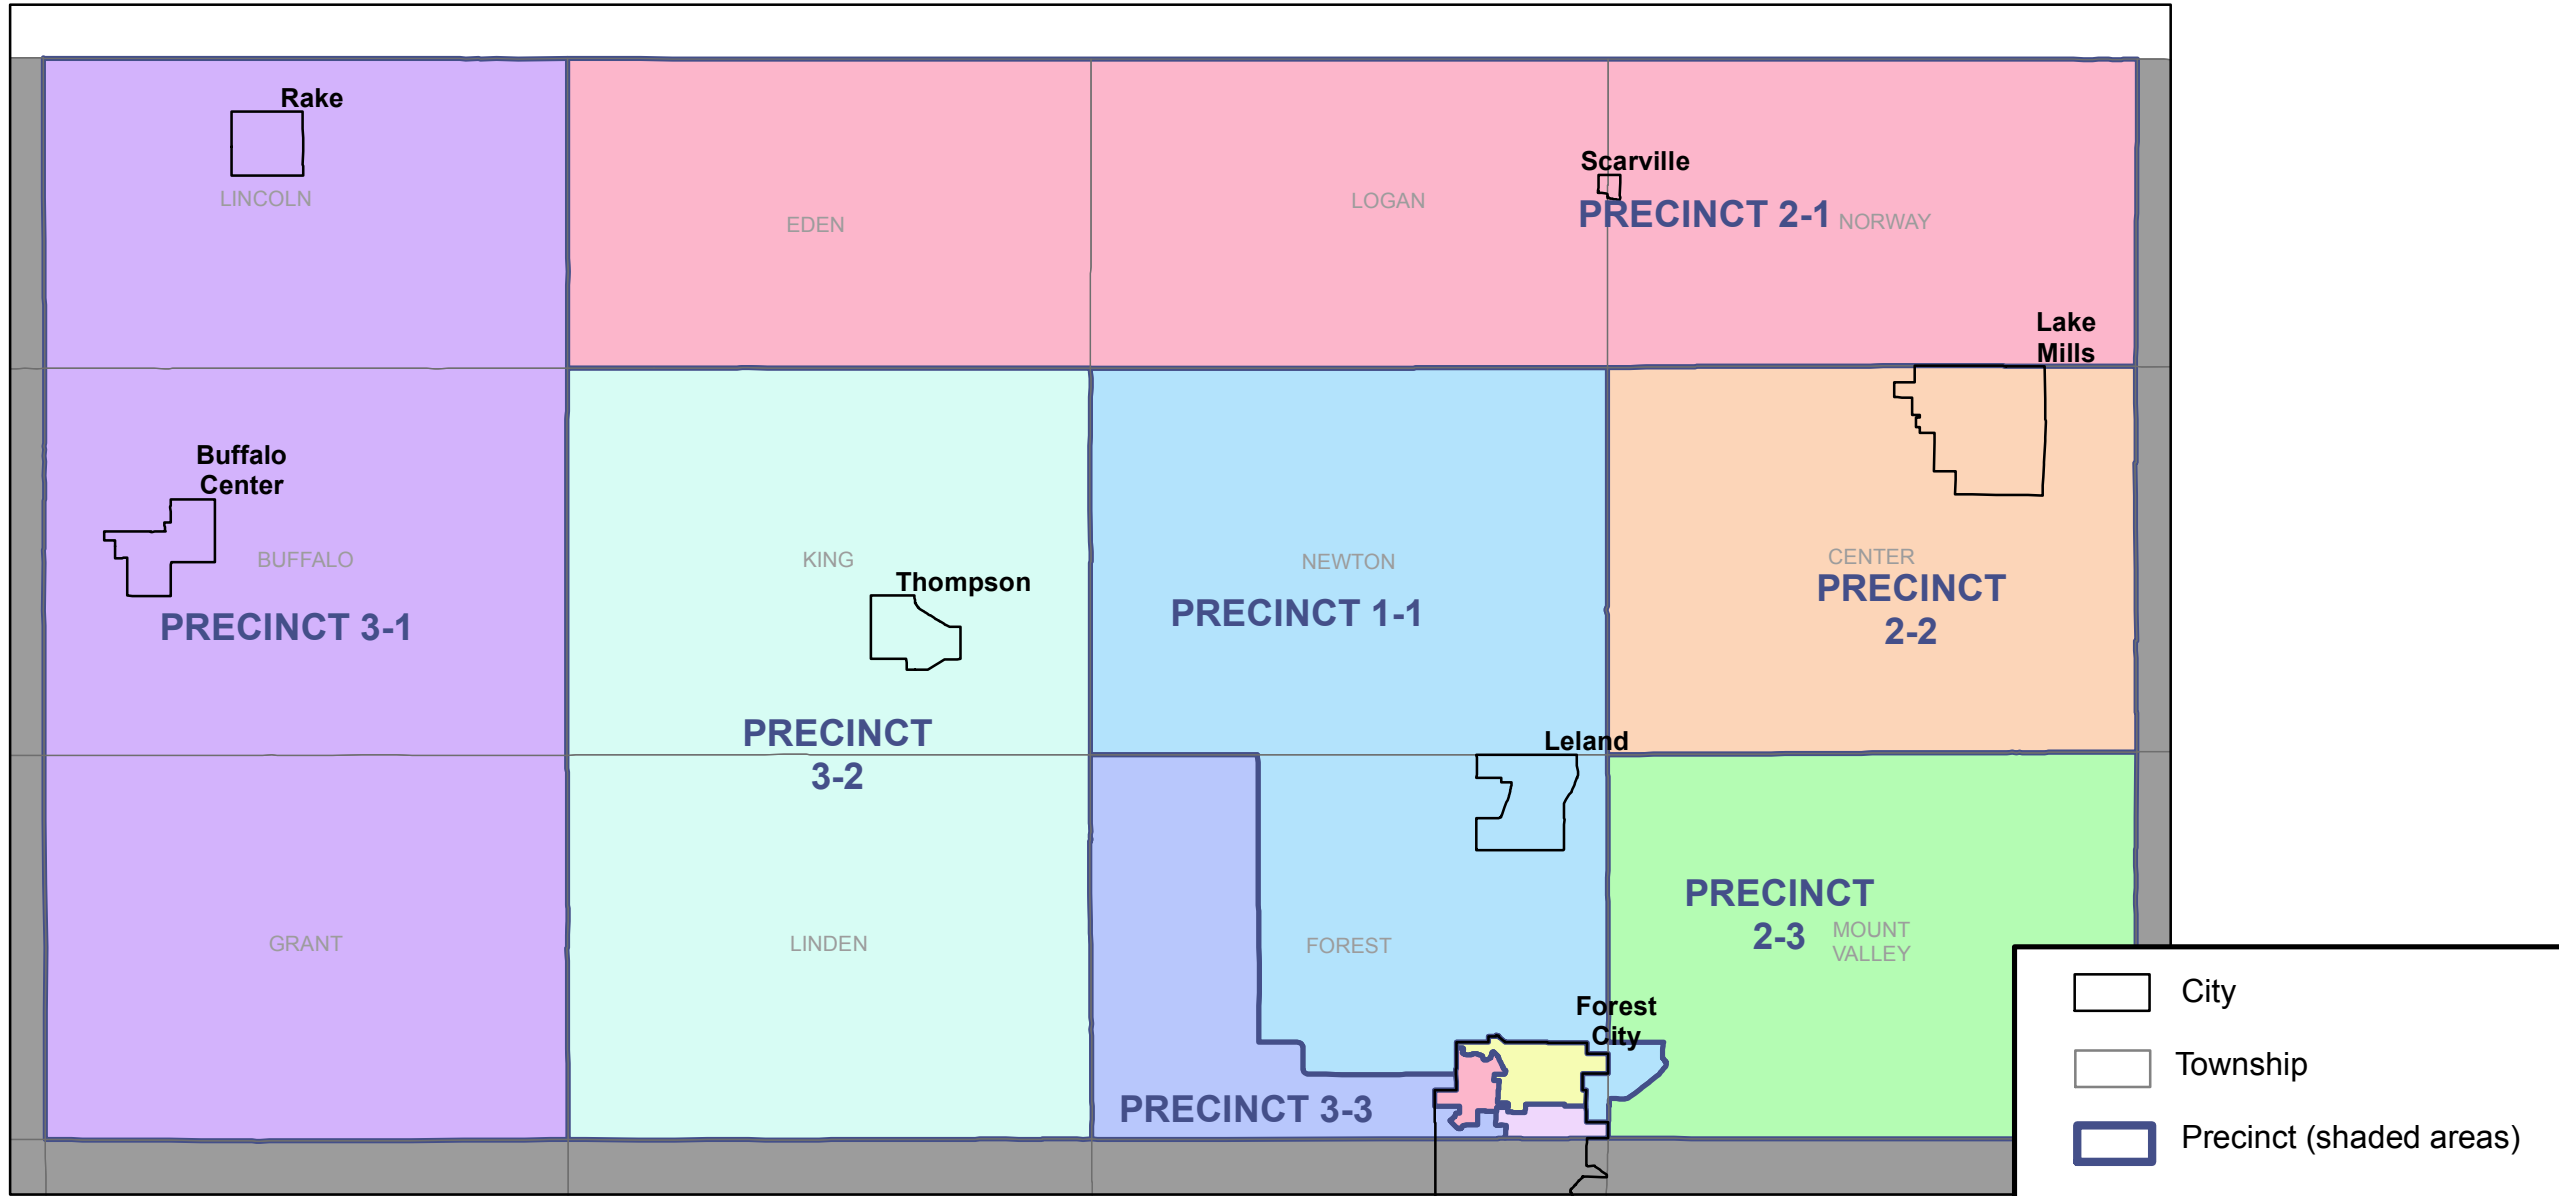 Rake
LINCOLN
EDEN
LOGAN
Scarville
PRECINCT 2-1
NORWAY
Lake
Mills
Buffalo
Center
BUFFALO
PRECINCT 3-1
KING
Thompson
PRECINCT
3-2
NEWTON
PRECINCT 1-1
CENTER
PRECINCT
2-2
Leland
GRANT
LINDEN
FOREST
PRECINCT
2-3
MOUNT
VALLEY
Forest
City
PRECINCT 3-3
City
Township
Precinct (shaded areas)